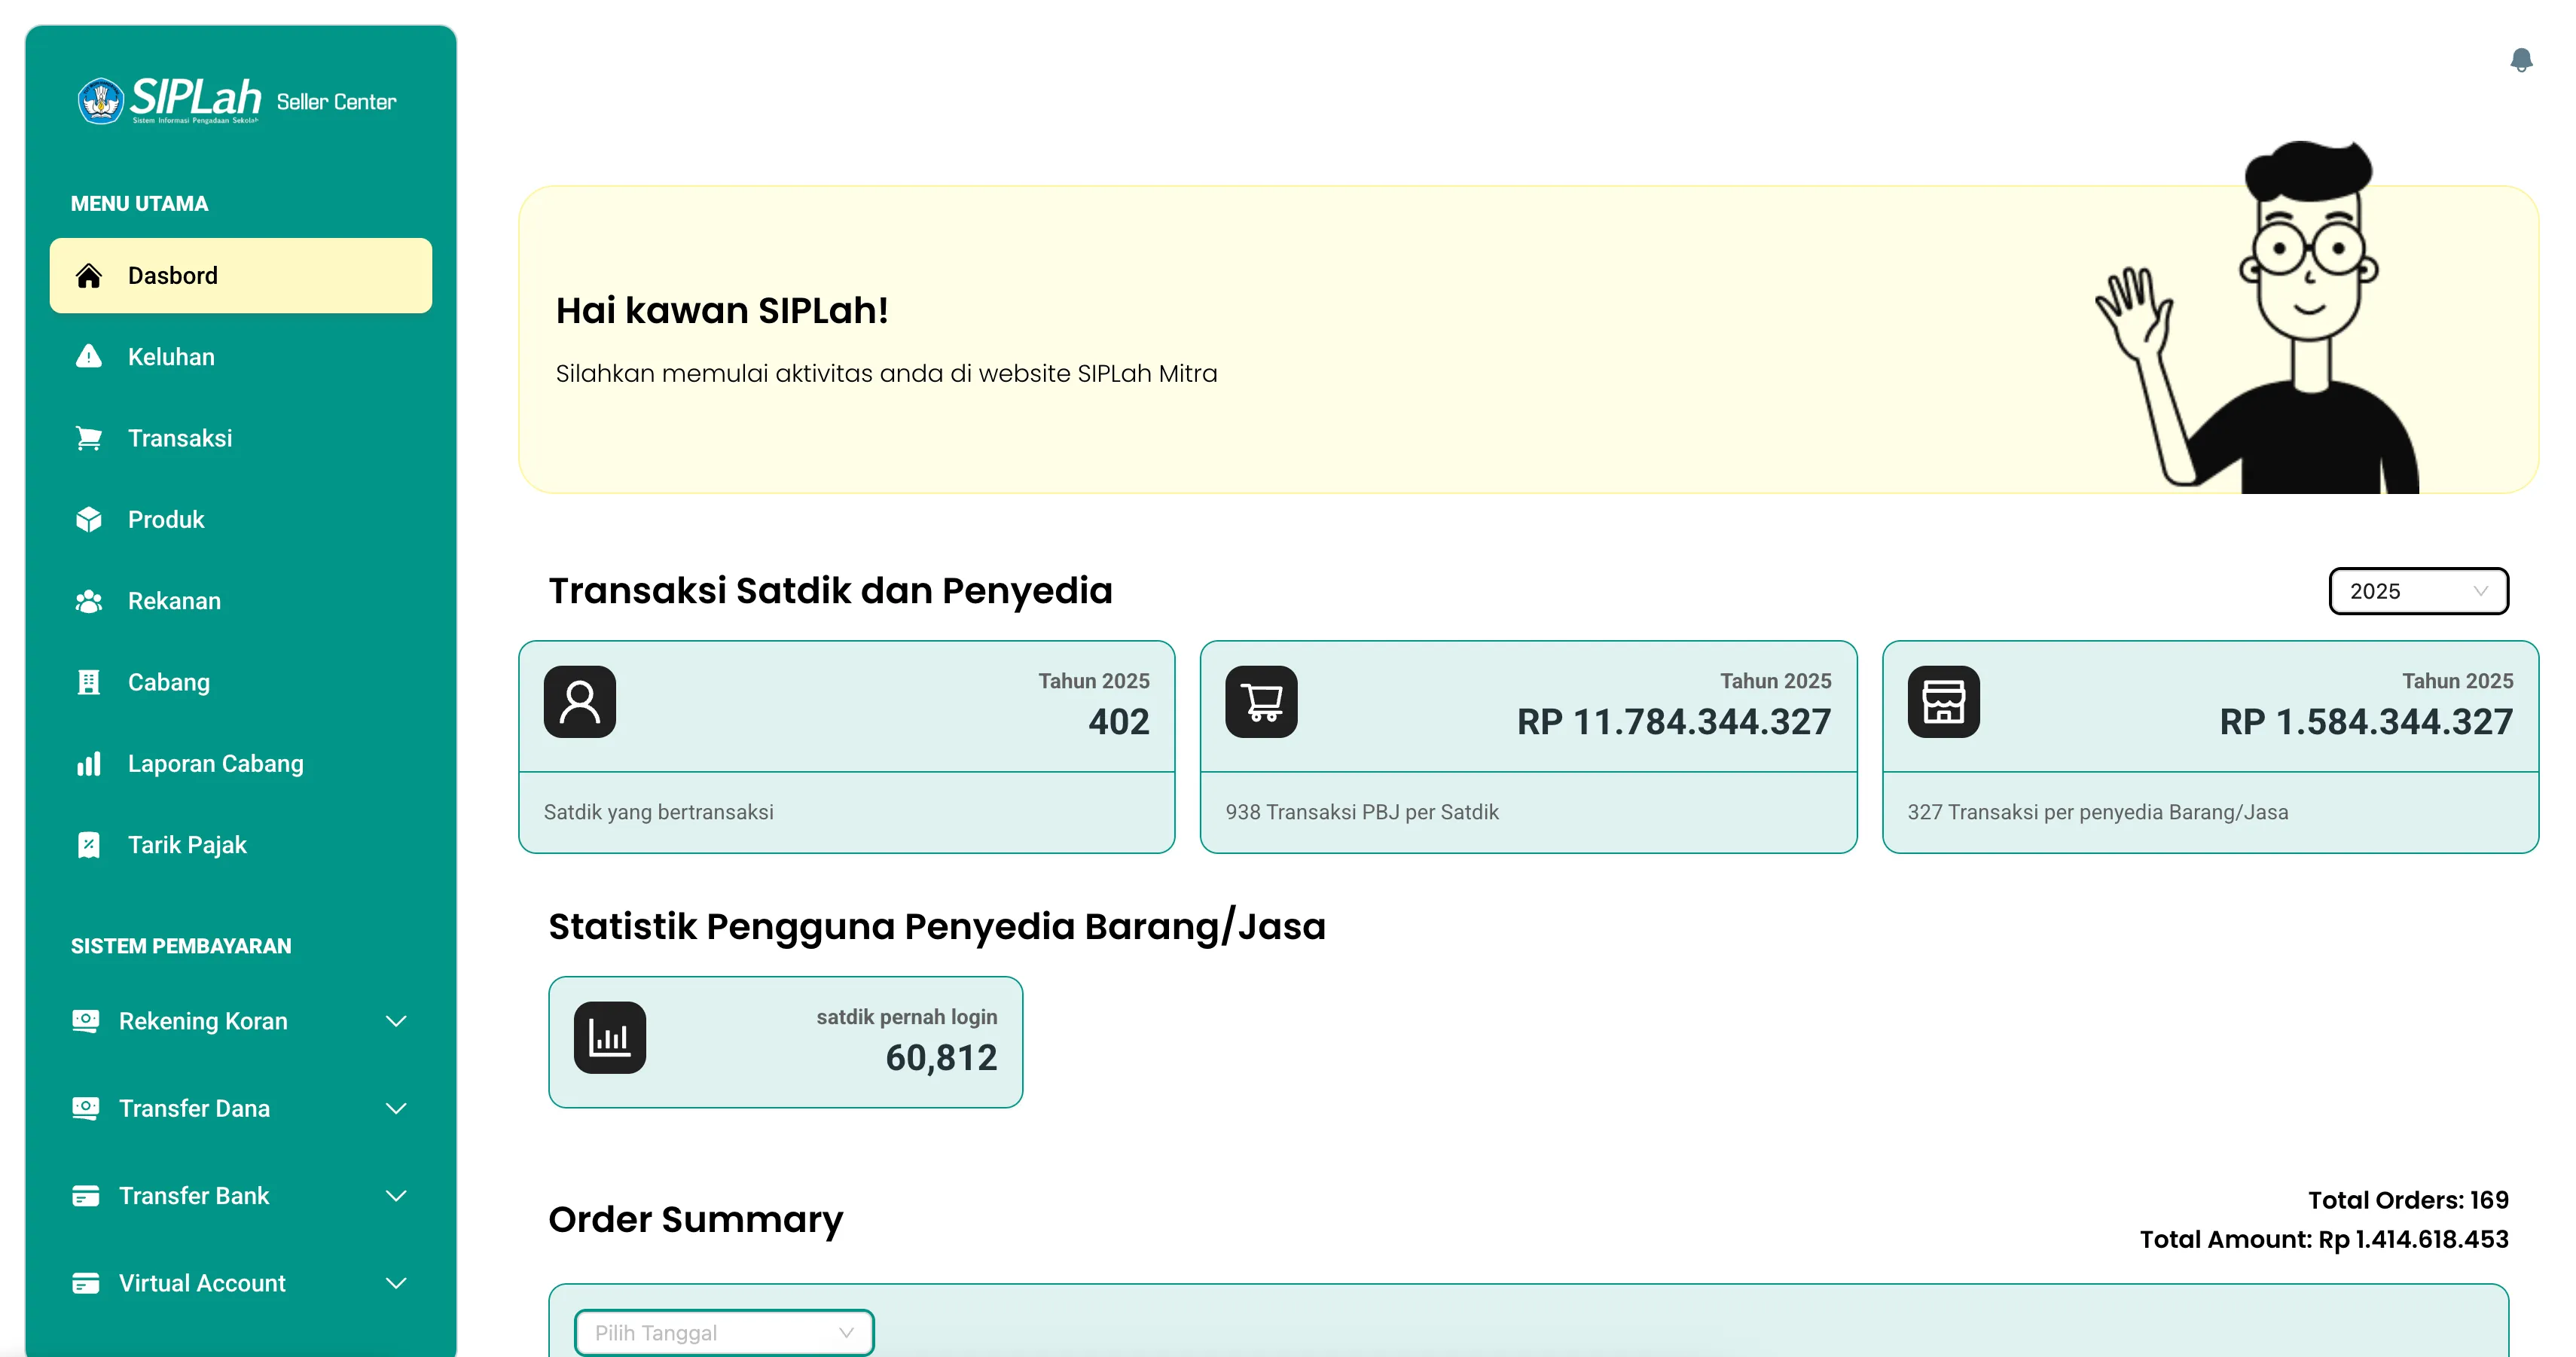 SIPLah Seller Center
Sistem Informasi Pengadaan Sekolah
MENU UTAMA
Dasbord
Keluhan
Transaksi
Produk
Rekanan
Cabang
Laporan Cabang
Tarik Pajak
SISTEM PEMBAYARAN
Rekening Koran
Transfer Dana
Transfer Bank
Virtual Account
Hai kawan SIPLah!
Silahkan memulai aktivitas anda di website SIPLah Mitra
Transaksi Satdik dan Penyedia
2025
Tahun 2025
402
Satdik yang bertransaksi
Tahun 2025
RP 11.784.344.327
938 Transaksi PBJ per Satdik
Tahun 2025
RP 1.584.344.327
327 Transaksi per penyedia Barang/Jasa
Statistik Pengguna Penyedia Barang/Jasa
satdik pernah login
60,812
Order Summary
Total Orders: 169
Total Amount: Rp 1.414.618.453
Pilih Tanggal